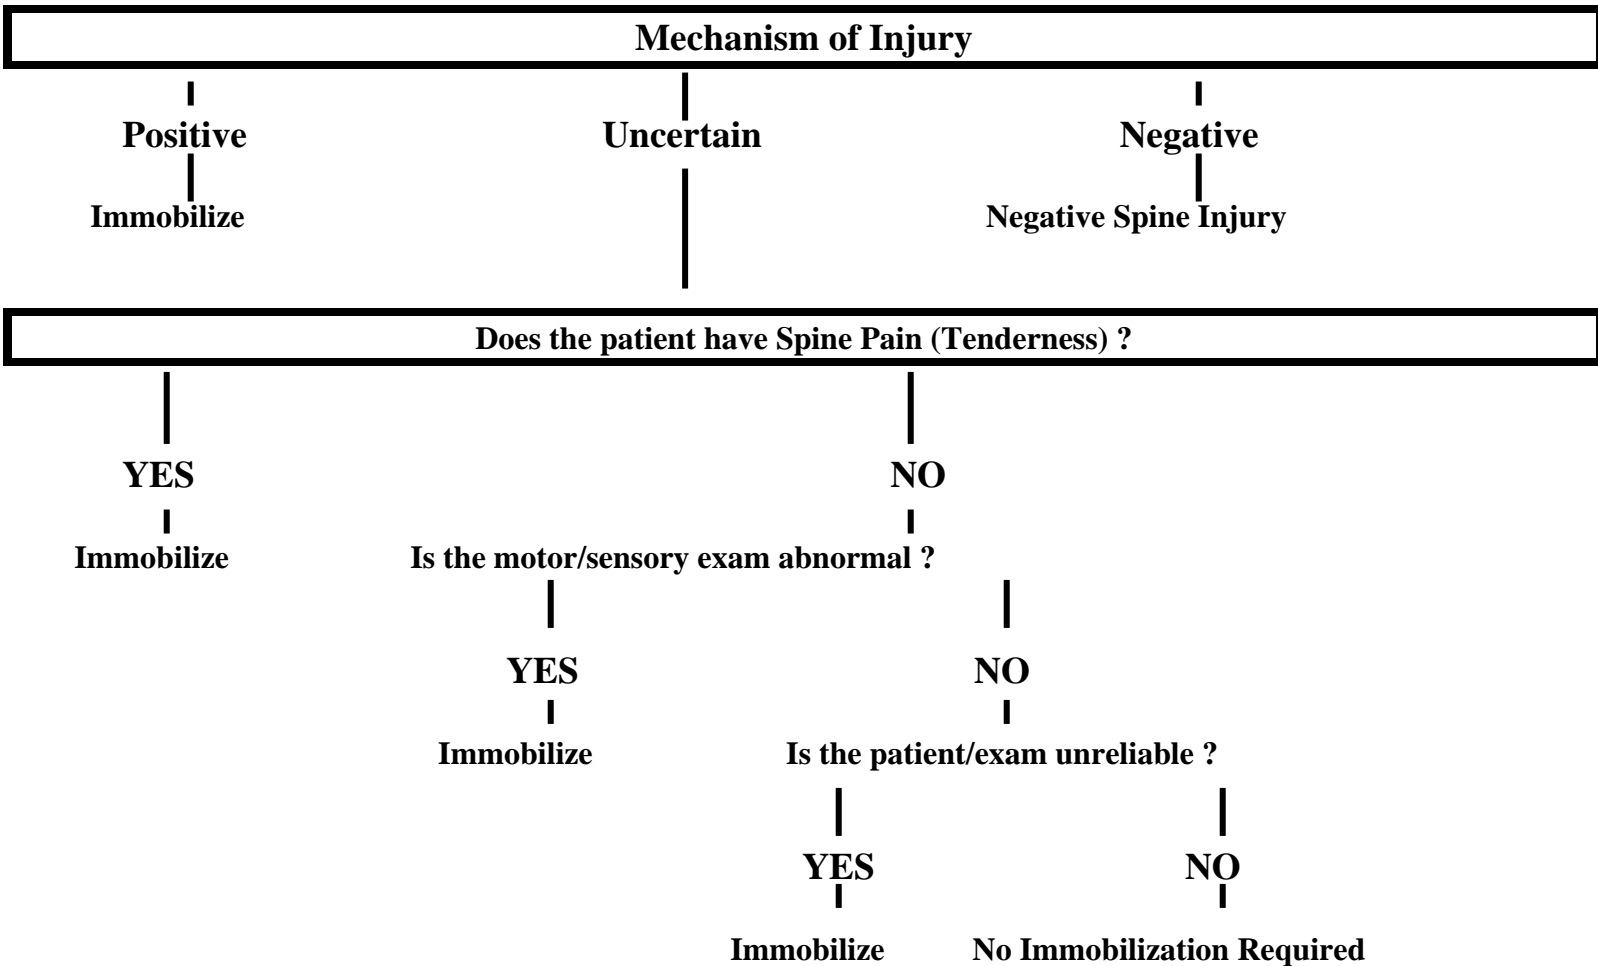 Mechanism of Injury
Positive Uncertain Negative
Immobilize Negative Spine Injury
Does the patient have Spine Pain (Tenderness) ?
YES NO
Immobilize Is the motor/sensory exam abnormal ?
YES NO
Immobilize Is the patient/exam unreliable ?
YES NO
Immobilize No Immobilization Required